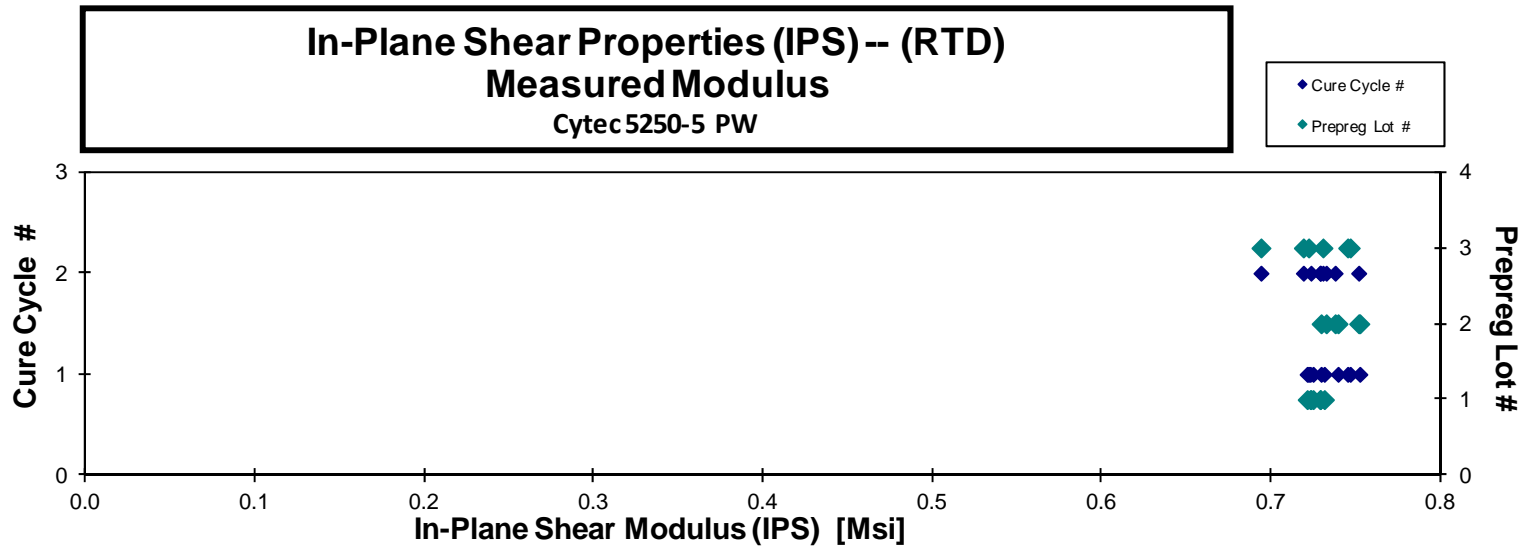 In-Plane Shear Properties (IPS) -- (RTD)
Measured Modulus
Cytec 5250-5 PW
Cure Cycle #
Prepreg Lot #
3
2
1
0
Cure Cycle #
4
3
2
1
0
Prepreg Lot #
0.0 0.1 0.2 0.3 0.4 0.5 0.6 0.7 0.8
In-Plane Shear Modulus (IPS) [Msi]